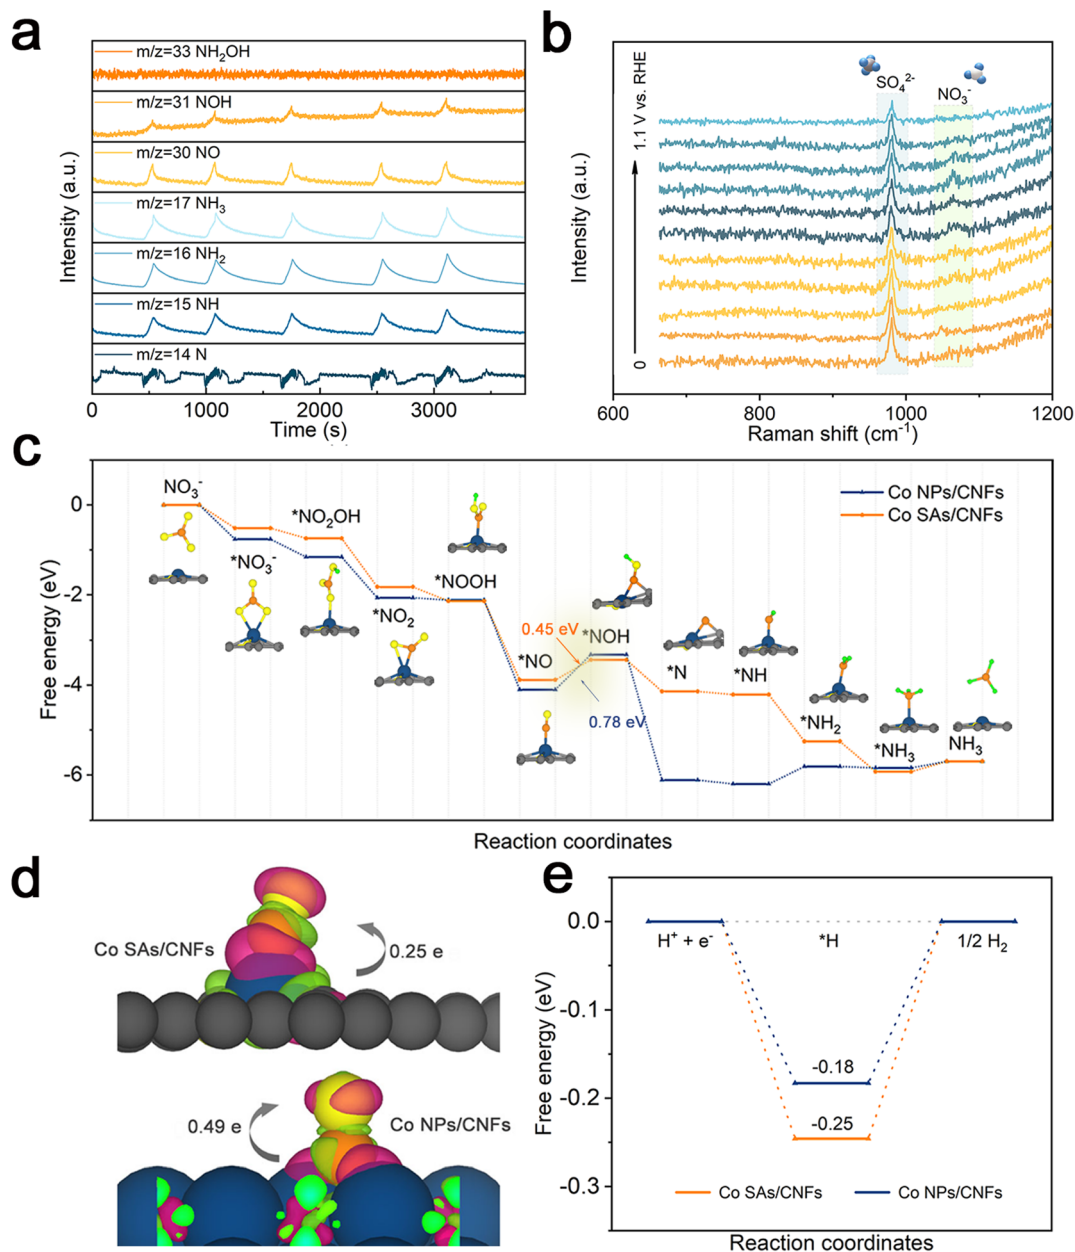 a
m/z=33 NH2OH
m/z=31 NOH
m/z=30 NO
m/z=17 NH3
m/z=16 NH2
m/z=15 NH
m/z=14 N
Intensity (a.u.)
0 1000 2000 3000
Time (s)
b
1.1 V vs. RHE
0
SO4^2-
NO3^-
Intensity (a.u.)
600 800 1000 1200
Raman shift (cm^-1)
c
Co NPs/CNFs
Co SAs/CNFs
NO3^-
*NO3^-
*NO2OH
*NO2
*NOOH
*NO
0.45 eV
*NOH
0.78 eV
*N
*NH
*NH2
*NH3
NH3
0
-2
-4
-6
Free energy (eV)
Reaction coordinates
d
Co SAs/CNFs
0.25 e
0.49 e
Co NPs/CNFs
e
0.0
-0.1
-0.2
-0.3
Free energy (eV)
H^+ + e^-
*H
1/2 H2
-0.18
-0.25
Co SAs/CNFs
Co NPs/CNFs
Reaction coordinates